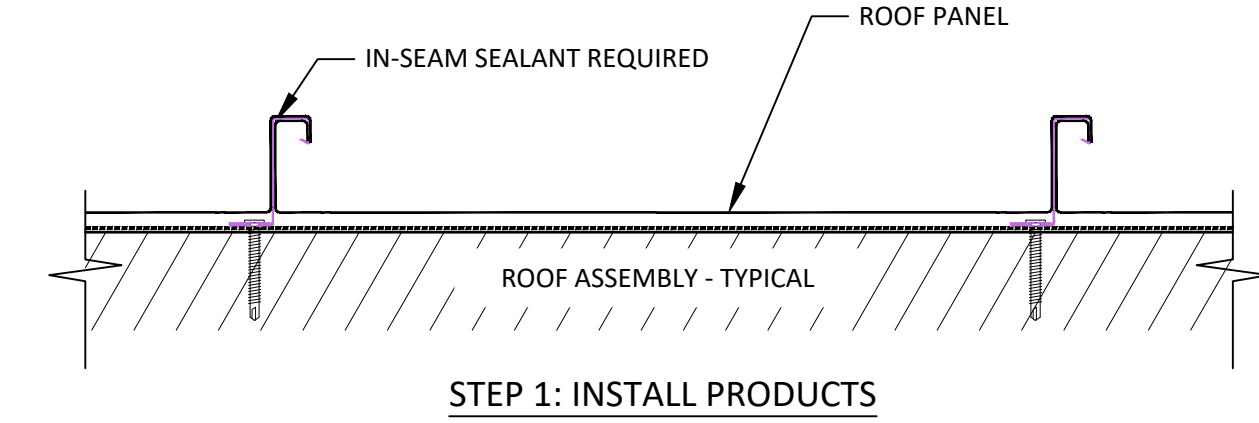 ROOF PANEL
IN-SEAM SEALANT REQUIRED
ROOF ASSEMBLY - TYPICAL
STEP 1: INSTALL PRODUCTS